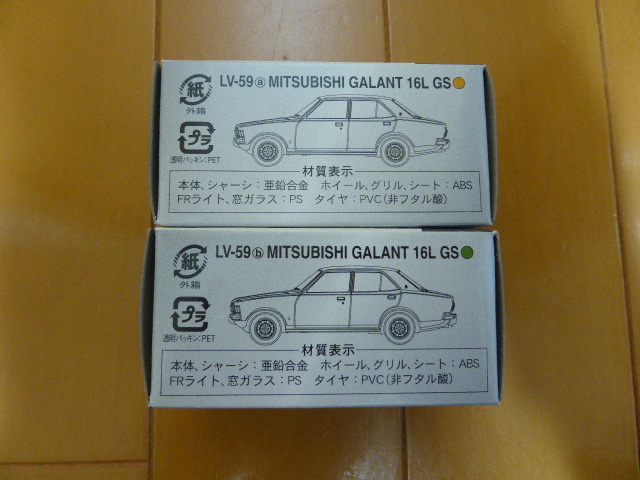 紙
外箱
プラ
透明パッキン:PET
LV-59ⓐ MITSUBISHI GALANT 16L GS
材質表示
本体、シャーシ:亜鉛合金 ホイール、グリル、シート:ABS
FRライト、窓ガラス:PS タイヤ:PVC(非フタル酸)
紙
外箱
プラ
透明パッキン:PET
LV-59ⓑ MITSUBISHI GALANT 16L GS
材質表示
本体、シャーシ:亜鉛合金 ホイール、グリル、シート:ABS
FRライト、窓ガラス:PS タイヤ:PVC(非フタル酸)